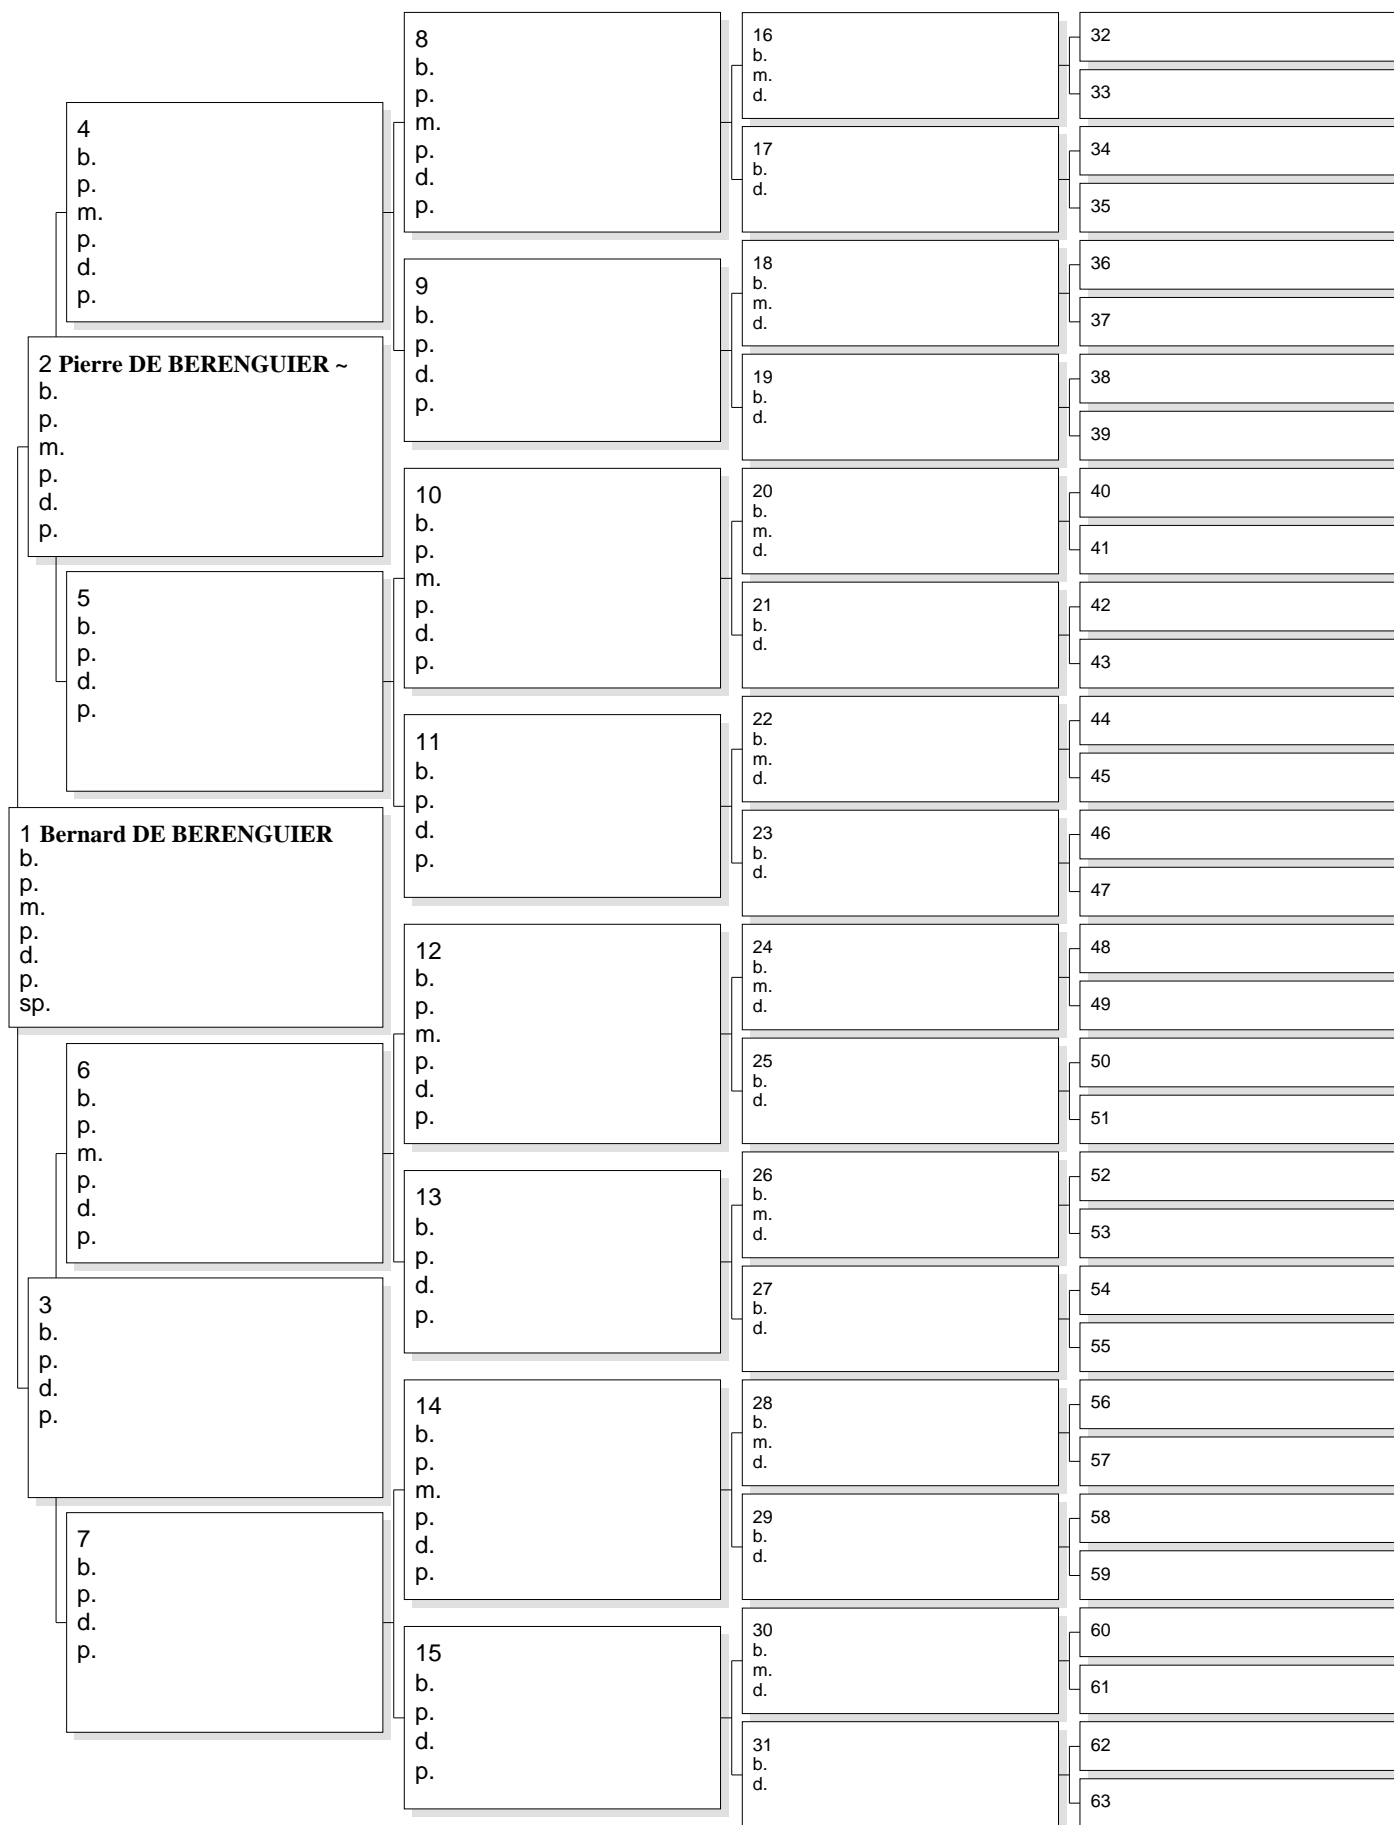 4
b.
p.
m.
p.
d.
p.
2 Pierre DE BERENGUIER ~
b.
p.
m.
p.
d.
p.
5
b.
p.
d.
p.
1 Bernard DE BERENGUIER
b.
p.
m.
p.
d.
p.
sp.
6
b.
p.
m.
p.
d.
p.
3
b.
p.
d.
p.
7
b.
p.
d.
p.
8
b.
p.
m.
p.
d.
p.
9
b.
p.
d.
p.
10
b.
p.
m.
p.
d.
p.
11
b.
p.
d.
p.
12
b.
p.
m.
p.
d.
p.
13
b.
p.
d.
p.
14
b.
p.
m.
p.
d.
p.
15
b.
p.
d.
p.
16
b.
m.
d.
17
b.
d.
18
b.
m.
d.
19
b.
d.
20
b.
m.
d.
21
b.
d.
22
b.
m.
d.
23
b.
d.
24
b.
m.
d.
25
b.
d.
26
b.
m.
d.
27
b.
d.
28
b.
m.
d.
29
b.
d.
30
b.
m.
d.
31
b.
d.
32
33
34
35
36
37
38
39
40
41
42
43
44
45
46
47
48
49
50
51
52
53
54
55
56
57
58
59
60
61
62
63